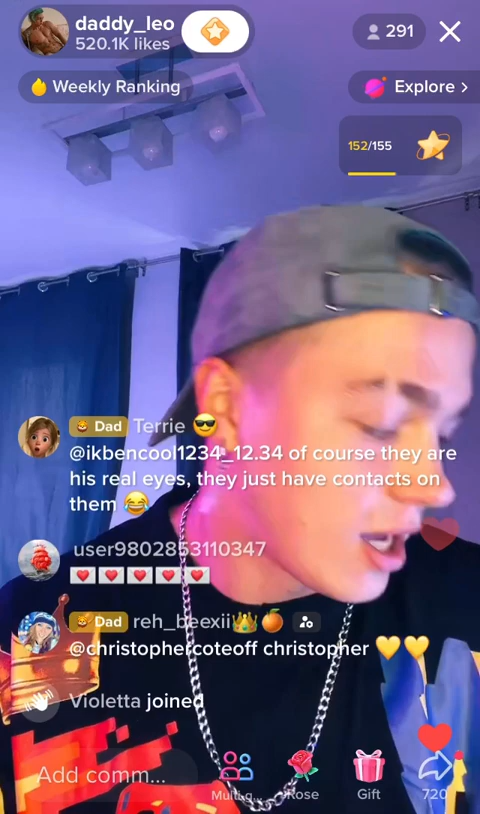 daddy_leo
520.1K likes
291
Weekly Ranking
Explore >
152/155
Dad Terrie 😎
@ikbencool1234_12.34 of course they are
his real eyes, they just have contacts on
them 😂
user9802853110347
💌💌💌💌💌
Dad reh_beexii👑🍊
@christophercoteoff christopher 💛💛
Violetta joined
Add comm...
Multi-g... Rose Gift 720